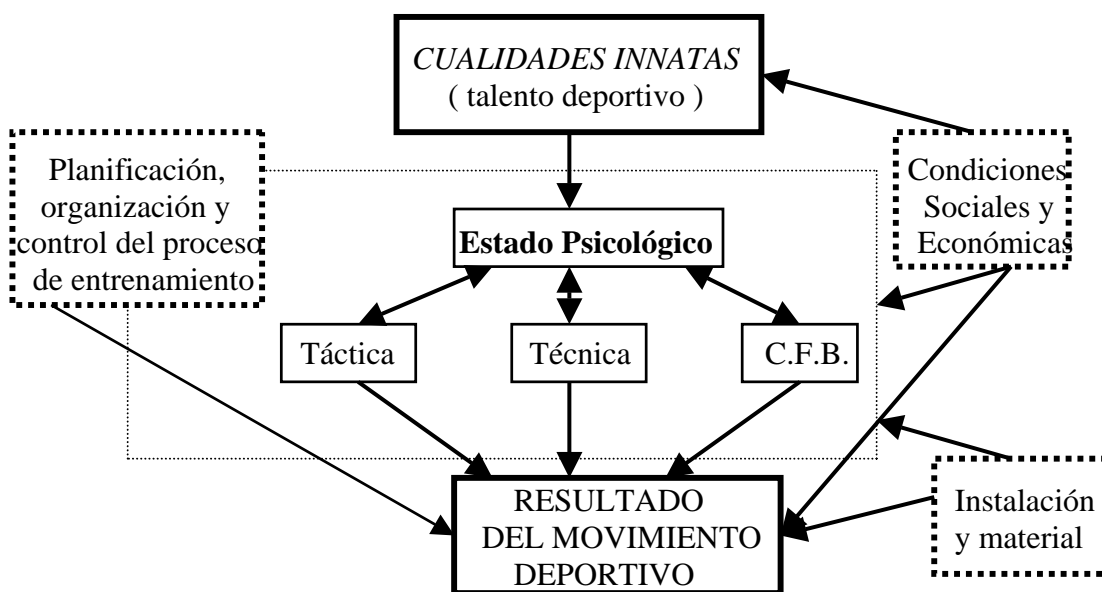 CUALIDADES INNATAS
( talento deportivo )
Planificación,
organización y
control del proceso
de entrenamiento
Condiciones
Sociales y
Económicas
Estado Psicológico
Táctica
Técnica
C.F.B.
RESULTADO
DEL MOVIMIENTO
DEPORTIVO
Instalación
y material